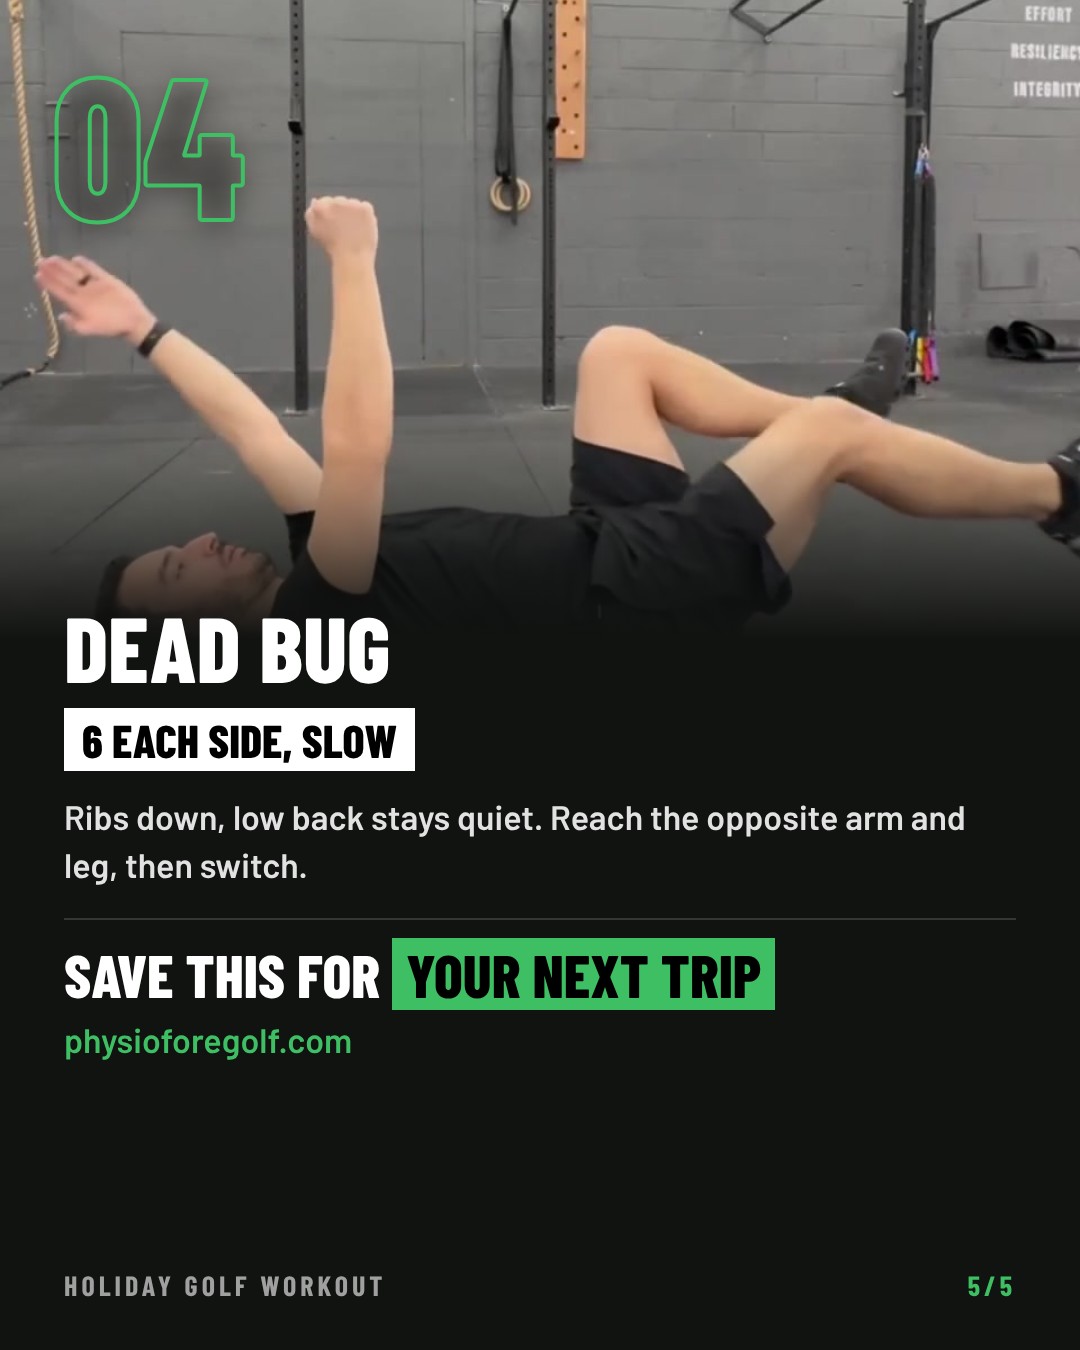 EFFORT
RESILIENCY
INTEGRITY
04
DEAD BUG
6 EACH SIDE, SLOW
Ribs down, low back stays quiet. Reach the opposite arm and
leg, then switch.
SAVE THIS FOR YOUR NEXT TRIP
physioforegolf.com
HOLIDAY GOLF WORKOUT
5/5